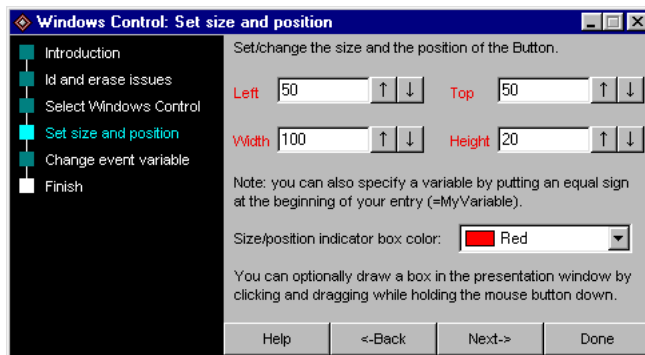 Windows Control: Set size and position
Introduction
Id and erase issues
Select Windows Control
Set size and position
Change event variable
Finish
Set/change the size and the position of the Button.
Left 50 ↑ ↓ Top 50 ↑ ↓
Width 100 ↑ ↓ Height 20 ↑ ↓
Note: you can also specify a variable by putting an equal sign
at the beginning of your entry (=MyVariable).
Size/position indicator box color: Red
You can optionally draw a box in the presentation window by
clicking and dragging while holding the mouse button down.
Help <-Back Next-> Done